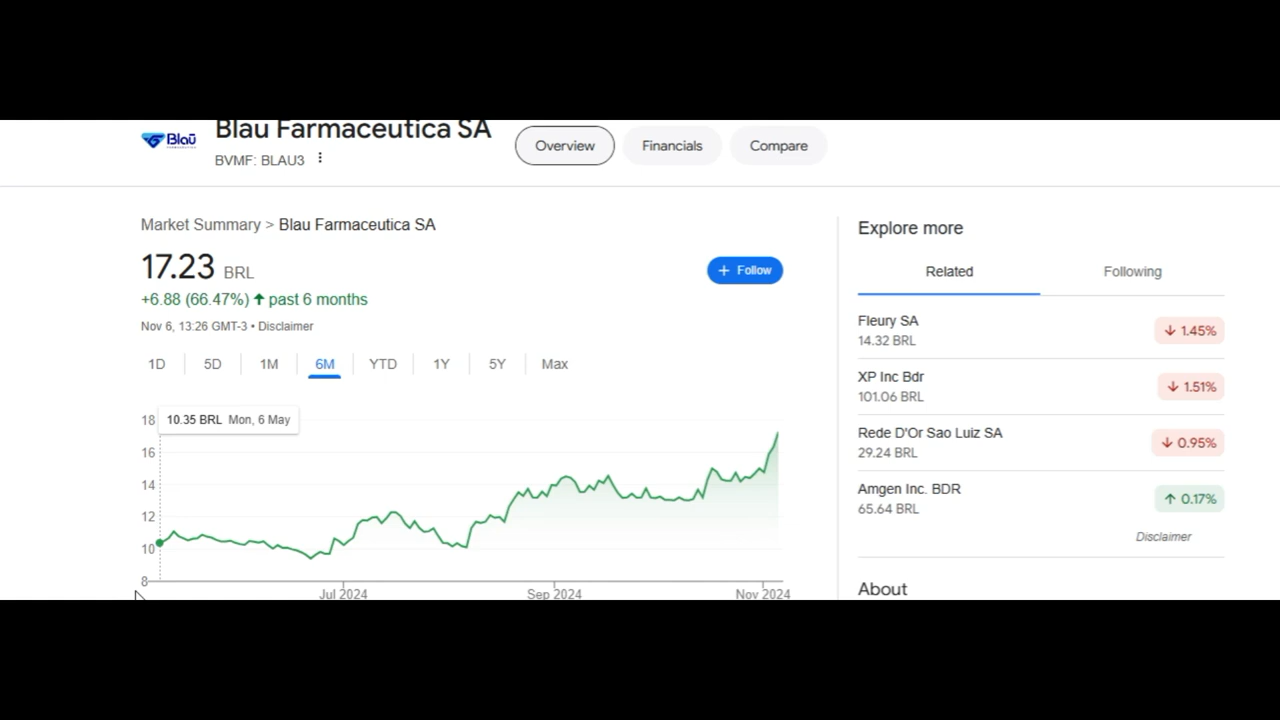 Blaū
Blau Farmaceutica SA
BVMF: BLAU3
Overview
Financials
Compare
Market Summary > Blau Farmaceutica SA
17.23 BRL
+ Follow
+6.88 (66.47%) ↑ past 6 months
Nov 6, 13:26 GMT-3 • Disclaimer
1D
5D
1M
6M
YTD
1Y
5Y
Max
10.35 BRL Mon, 6 May
18
16
14
12
10
8
Jul 2024
Sep 2024
Nov 2024
Explore more
Related
Following
Fleury SA
14.32 BRL
↓ 1.45%
XP Inc Bdr
101.06 BRL
↓ 1.51%
Rede D'Or Sao Luiz SA
29.24 BRL
↓ 0.95%
Amgen Inc. BDR
65.64 BRL
↑ 0.17%
Disclaimer
About